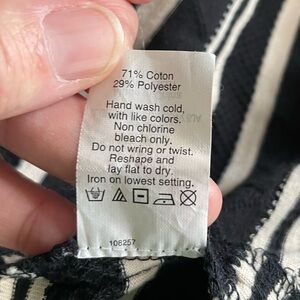 71% Coton
29% Polyester
Hand wash cold,
with like colors.
Non chlorine
bleach only.
Do not wring or twist.
Reshape and
lay flat to dry.
Iron on lowest setting.
108257